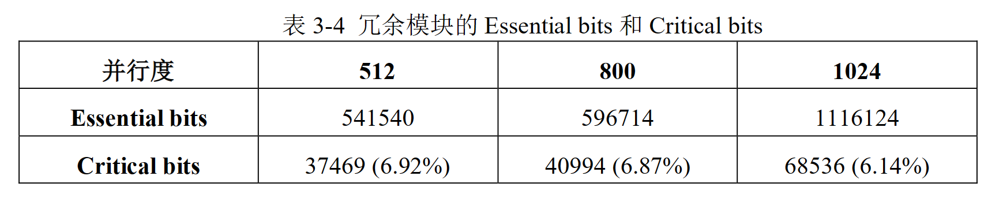 表 3-4 冗余模块的 Essential bits 和 Critical bits
并行度 512 800 1024
Essential bits 541540 596714 1116124
Critical bits 37469 (6.92%) 40994 (6.87%) 68536 (6.14%)